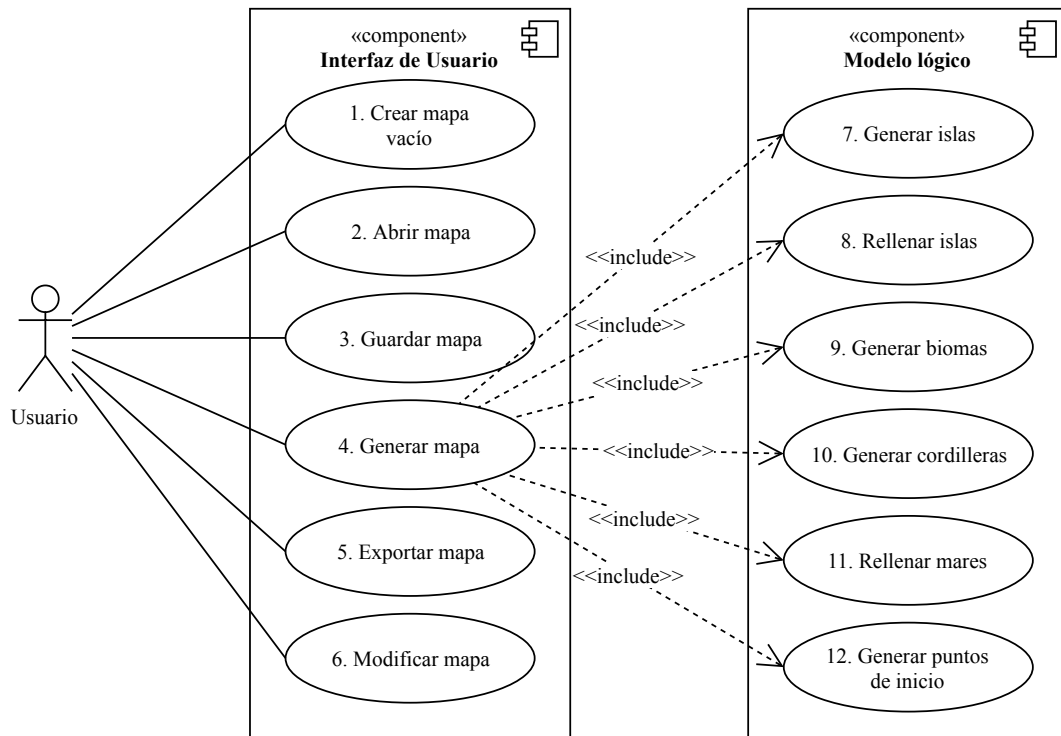 «component»
Interfaz de Usuario
1. Crear mapa
vacío
2. Abrir mapa
3. Guardar mapa
4. Generar mapa
5. Exportar mapa
6. Modificar mapa
Usuario
<<include>>
<<include>>
<<include>>
<<include>>
<<include>>
<<include>>
«component»
Modelo lógico
7. Generar islas
8. Rellenar islas
9. Generar biomas
10. Generar cordilleras
11. Rellenar mares
12. Generar puntos
de inicio